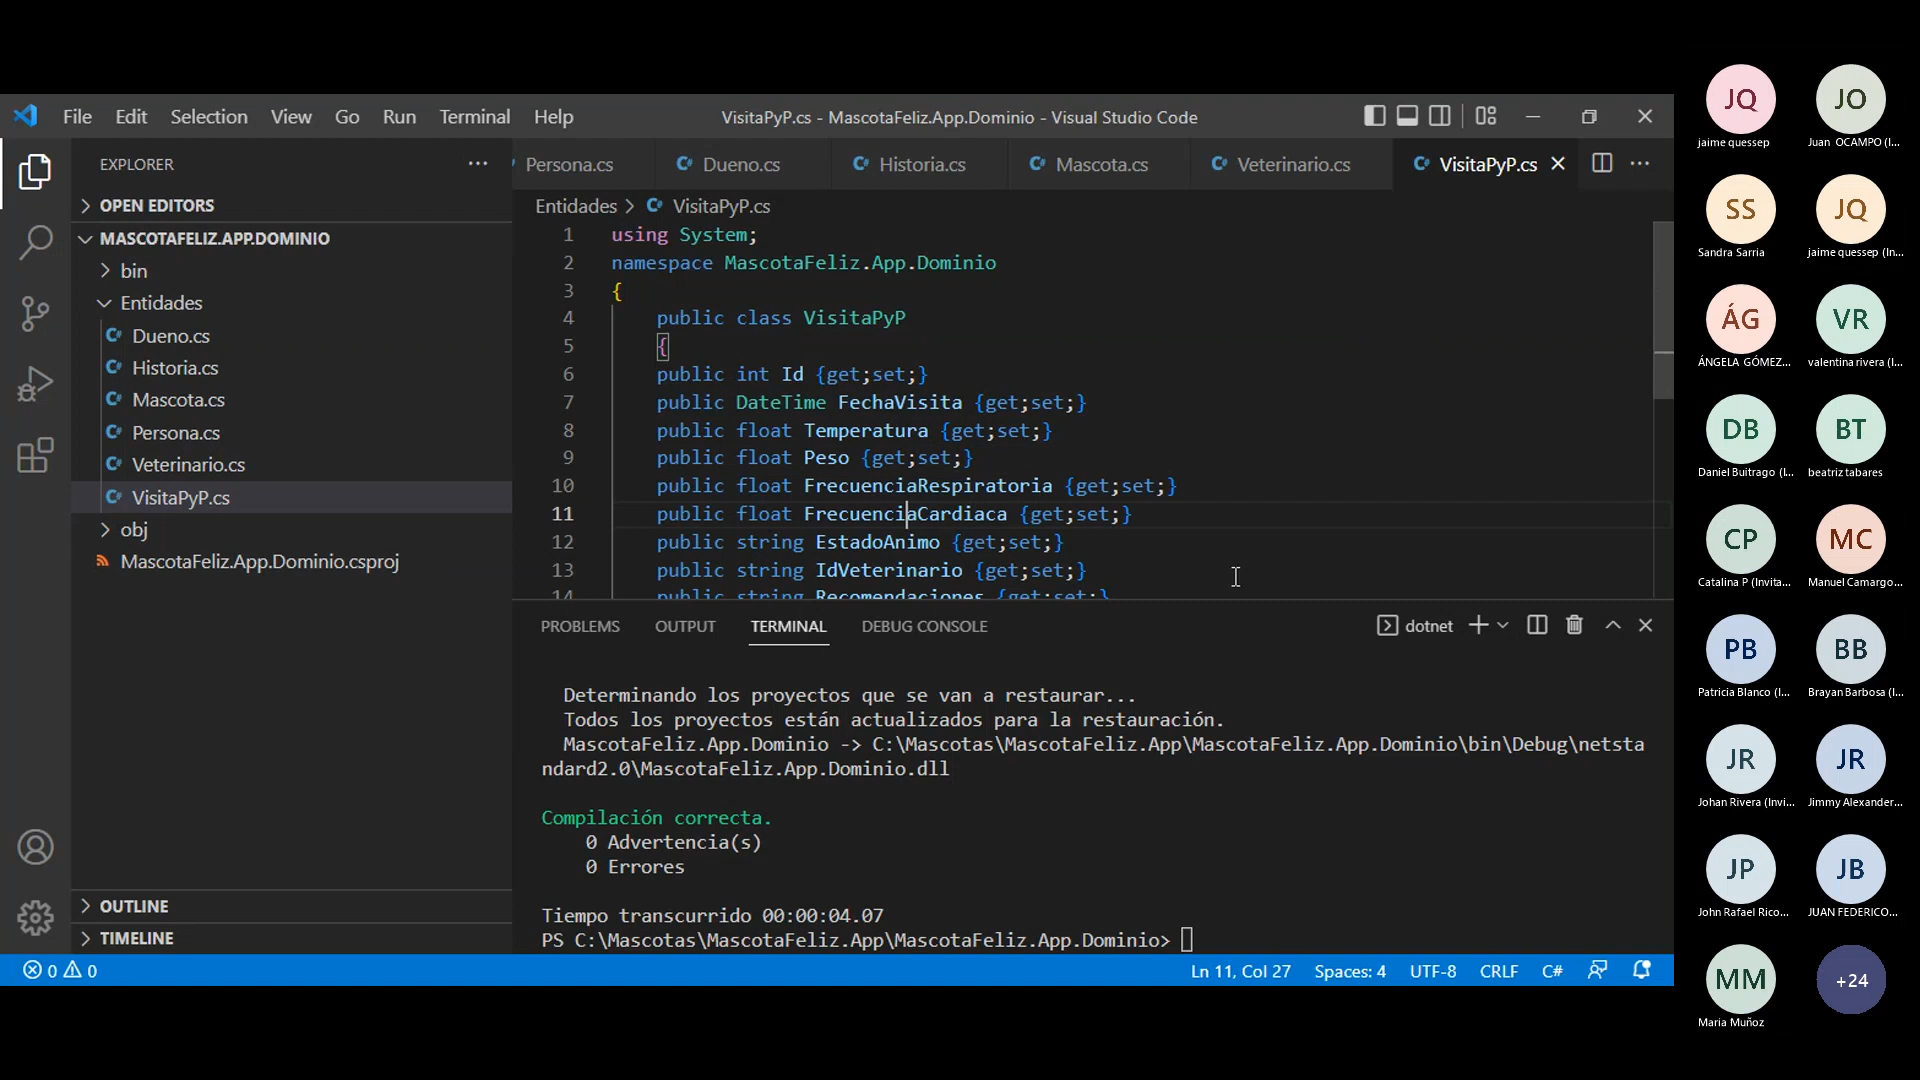 File Edit Selection View Go Run Terminal Help
VisitaPyP.cs - MascotaFeliz.App.Dominio - Visual Studio Code
EXPLORER
OPEN EDITORS
MASCOTAFELIZ.APP.DOMINIO
bin
Entidades
Dueno.cs
Historia.cs
Mascota.cs
Persona.cs
Veterinario.cs
VisitaPyP.cs
obj
MascotaFeliz.App.Dominio.csproj
OUTLINE
TIMELINE
Persona.cs Dueno.cs Historia.cs Mascota.cs Veterinario.cs VisitaPyP.cs
Entidades > VisitaPyP.cs
1 using System;
2 namespace MascotaFeliz.App.Dominio
3 {
4 public class VisitaPyP
5 {
6 public int Id {get;set;}
7 public DateTime FechaVisita {get;set;}
8 public float Temperatura {get;set;}
9 public float Peso {get;set;}
10 public float FrecuenciaRespiratoria {get;set;}
11 public float FrecuenciaCardiaca {get;set;}
12 public string EstadoAnimo {get;set;}
13 public string IdVeterinario {get;set;}
14 public string Recomendaciones {get;set;}
PROBLEMS OUTPUT TERMINAL DEBUG CONSOLE
dotnet
Determinando los proyectos que se van a restaurar...
Todos los proyectos están actualizados para la restauración.
MascotaFeliz.App.Dominio -> C:\Mascotas\MascotaFeliz.App\MascotaFeliz.App.Dominio\bin\Debug\netsta
ndard2.0\MascotaFeliz.App.Dominio.dll
Compilación correcta.
0 Advertencia(s)
0 Errores
Tiempo transcurrido 00:00:04.07
PS C:\Mascotas\MascotaFeliz.App\MascotaFeliz.App.Dominio>
0 0
Ln 11, Col 27 Spaces: 4 UTF-8 CRLF C#
JQ JO
jaime quessep Juan OCAMPO (I...
SS JQ
Sandra Sarria jaime quessep (In...
ÁG VR
ÁNGELA GÓMEZ... valentina rivera (I...
DB BT
Daniel Buitrago (I... beatriz tabares
CP MC
Catalina P (Invita... Manuel Camargo...
PB BB
Patricia Blanco (I... Brayan Barbosa (I...
JR JR
Johan Rivera (Invi... Jimmy Alexander...
JP JB
John Rafael Rico... JUAN FEDERICO...
MM +24
Maria Muñoz